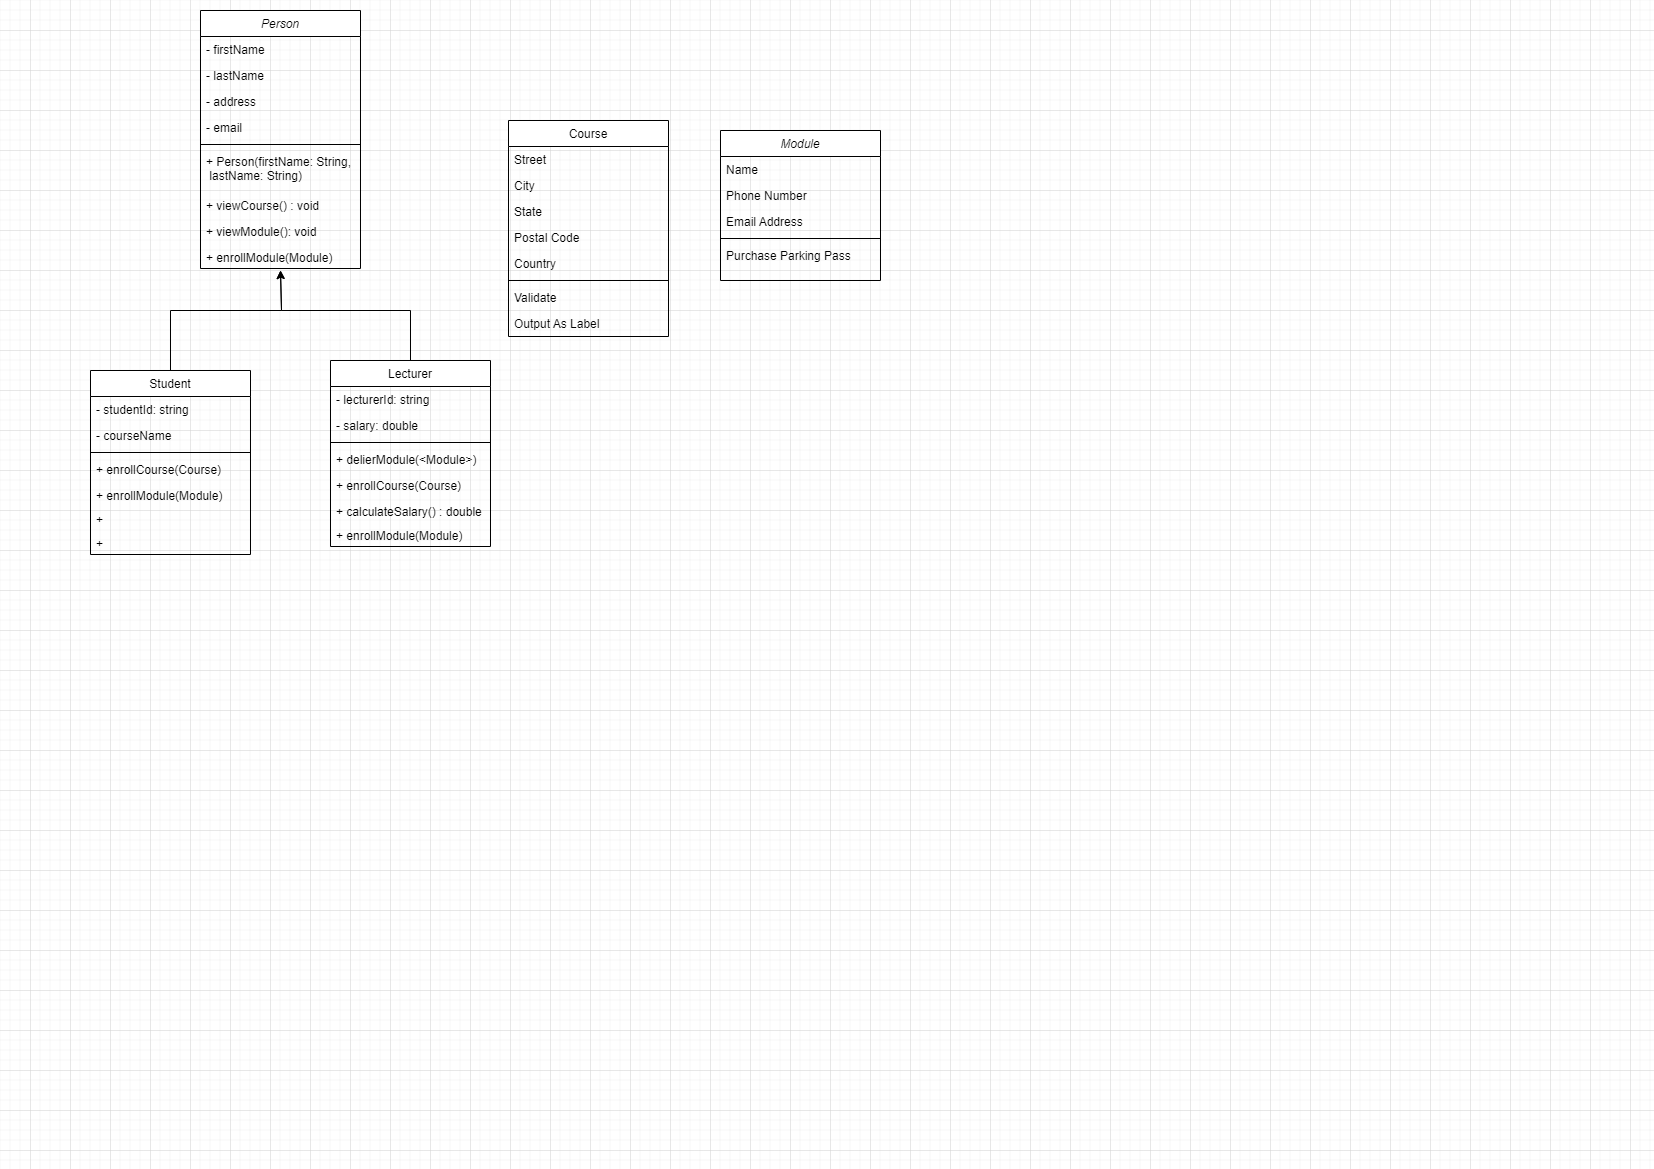 Person
- firstName
- lastName
- address
- email
+ Person(firstName: String,
lastName: String)
+ viewCourse() : void
+ viewModule(): void
+ enrollModule(Module)
Course
Street
City
State
Postal Code
Country
Validate
Output As Label
Module
Name
Phone Number
Email Address
Purchase Parking Pass
Student
- studentId: string
- courseName
+ enrollCourse(Course)
+ enrollModule(Module)
+
+
Lecturer
- lecturerId: string
- salary: double
+ delierModule(<Module>)
+ enrollCourse(Course)
+ calculateSalary() : double
+ enrollModule(Module)